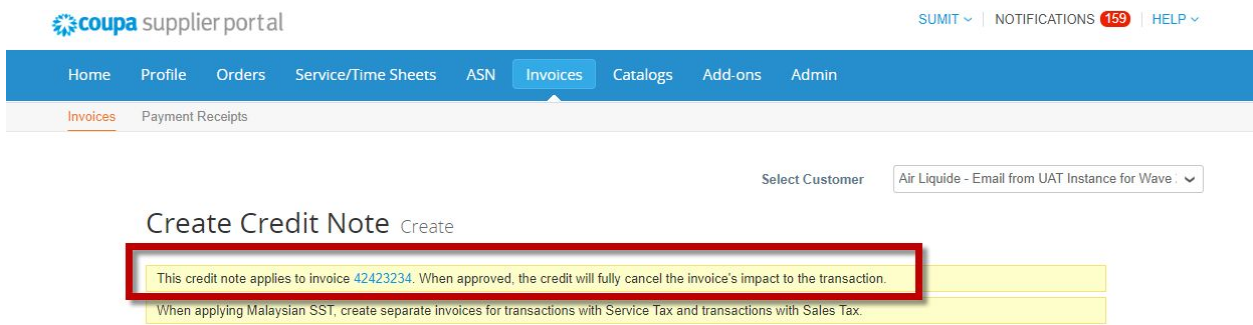 coupa supplier portal
SUMIT NOTIFICATIONS 159 HELP
Home Profile Orders Service/Time Sheets ASN Invoices Catalogs Add-ons Admin
Invoices Payment Receipts
Select Customer Air Liquide - Email from UAT Instance for Wave
Create Credit Note Create
This credit note applies to invoice 42423234. When approved, the credit will fully cancel the invoice's impact to the transaction.
When applying Malaysian SST, create separate invoices for transactions with Service Tax and transactions with Sales Tax.